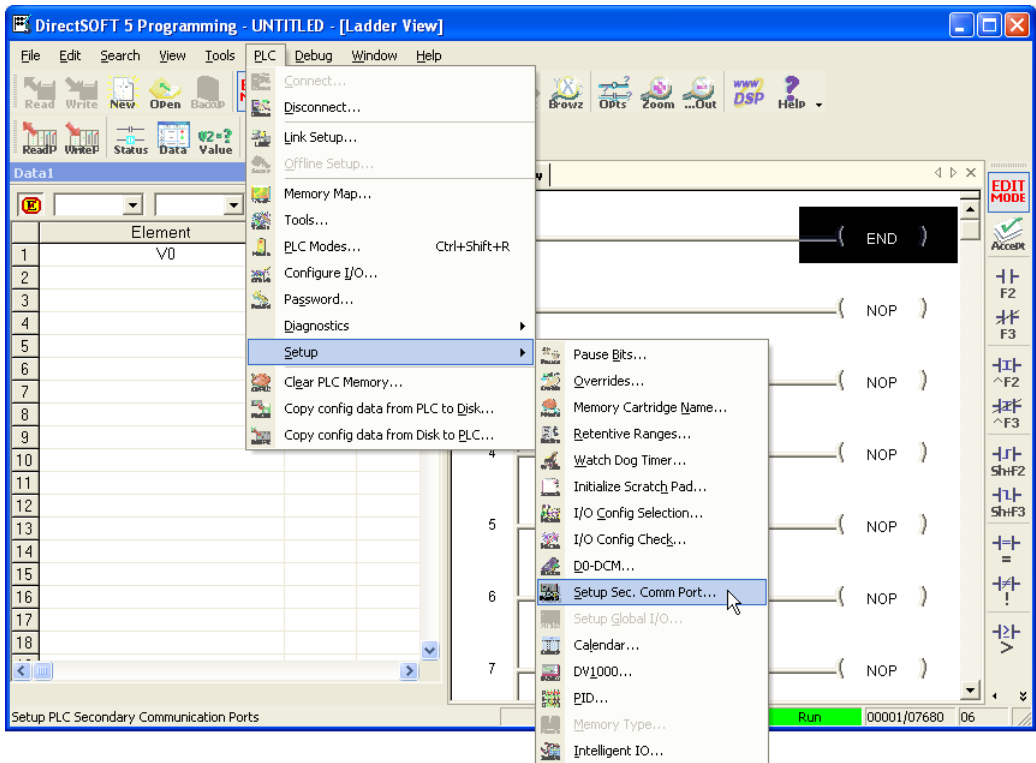 DirectSOFT 5 Programming - UNTITLED - [Ladder View]
File Edit Search View Tools PLC Debug Window Help
Read Write New Open Backup
Browz Opts Zoom ...Out WWW DSP Help
ReadP WriteP Status Data Value
V2=?
Data1
E
Element
1 V0
2
3
4
5
6
7
8
9
10
11
12
13
14
15
16
17
18
Connect...
Disconnect...
Link Setup...
Offline Setup...
Memory Map...
Tools...
PLC Modes... Ctrl+Shift+R
Configure I/O...
Password...
Diagnostics
Setup
Clear PLC Memory...
Copy config data from PLC to Disk...
Copy config data from Disk to PLC...
Pause Bits...
Overrides...
Memory Cartridge Name...
Retentive Ranges...
Watch Dog Timer...
Initialize Scratch Pad...
I/O Config Selection...
I/O Config Check...
D0-DCM...
Setup Sec. Comm Port...
Setup Global I/O...
Calendar...
DV1000...
PID...
Memory Type...
Intelligent IO...
( END )
( NOP )
( NOP )
4 ( NOP )
5 ( NOP )
6 ( NOP )
7 ( NOP )
EDIT
MODE
Accept
F2
F3
^F2
^F3
Sh+F2
Sh+F3
=
!
>
Setup PLC Secondary Communication Ports
Run 00001/07680 06